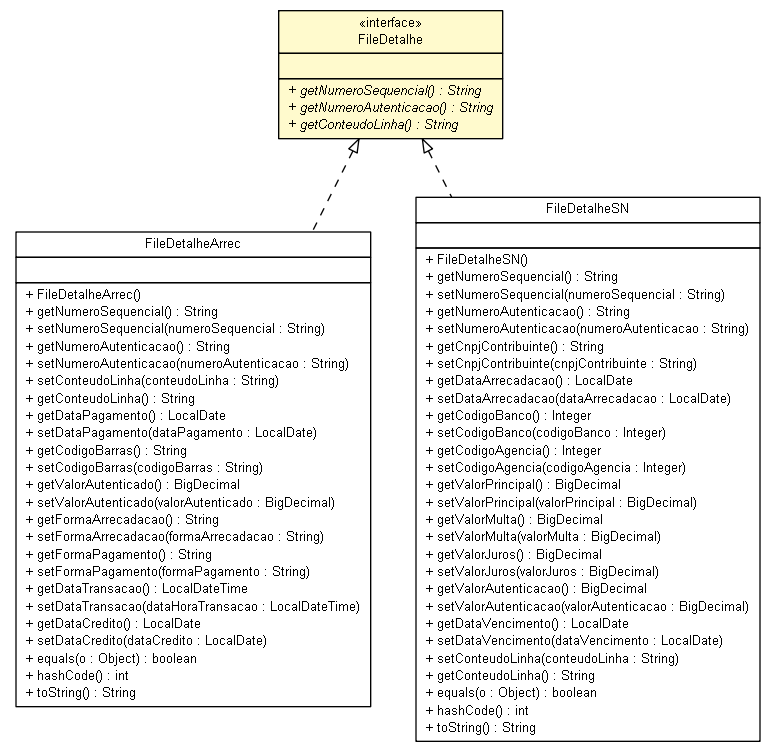 «interface»
FileDetalhe
+ getNumeroSequencial() : String
+ getNumeroAutenticacao() : String
+ getConteudoLinha() : String
FileDetalheArrec
+ FileDetalheArrec()
+ getNumeroSequencial() : String
+ setNumeroSequencial(numeroSequencial : String)
+ getNumeroAutenticacao() : String
+ setNumeroAutenticacao(numeroAutenticacao : String)
+ setConteudoLinha(conteudoLinha : String)
+ getConteudoLinha() : String
+ getDataPagamento() : LocalDate
+ setDataPagamento(dataPagamento : LocalDate)
+ getCodigoBarras() : String
+ setCodigoBarras(codigoBarras : String)
+ getValorAutenticado() : BigDecimal
+ setValorAutenticado(valorAutenticado : BigDecimal)
+ getFormaArrecadacao() : String
+ setFormaArrecadacao(formaArrecadacao : String)
+ getFormaPagamento() : String
+ setFormaPagamento(formaPagamento : String)
+ getDataTransacao() : LocalDateTime
+ setDataTransacao(dataHoraTransacao : LocalDateTime)
+ getDataCredito() : LocalDate
+ setDataCredito(dataCredito : LocalDate)
+ equals(o : Object) : boolean
+ hashCode() : int
+ toString() : String
FileDetalheSN
+ FileDetalheSN()
+ getNumeroSequencial() : String
+ setNumeroSequencial(numeroSequencial : String)
+ getNumeroAutenticacao() : String
+ setNumeroAutenticacao(numeroAutenticacao : String)
+ getCnpjContribuinte() : String
+ setCnpjContribuinte(cnpjContribuinte : String)
+ getDataArrecadacao() : LocalDate
+ setDataArrecadacao(dataArrecadacao : LocalDate)
+ getCodigoBanco() : Integer
+ setCodigoBanco(codigoBanco : Integer)
+ getCodigoAgencia() : Integer
+ setCodigoAgencia(codigoAgencia : Integer)
+ getValorPrincipal() : BigDecimal
+ setValorPrincipal(valorPrincipal : BigDecimal)
+ getValorMulta() : BigDecimal
+ setValorMulta(valorMulta : BigDecimal)
+ getValorJuros() : BigDecimal
+ setValorJuros(valorJuros : BigDecimal)
+ getValorAutenticacao() : BigDecimal
+ setValorAutenticacao(valorAutenticacao : BigDecimal)
+ getDataVencimento() : LocalDate
+ setDataVencimento(dataVencimento : LocalDate)
+ setConteudoLinha(conteudoLinha : String)
+ getConteudoLinha() : String
+ equals(o : Object) : boolean
+ hashCode() : int
+ toString() : String